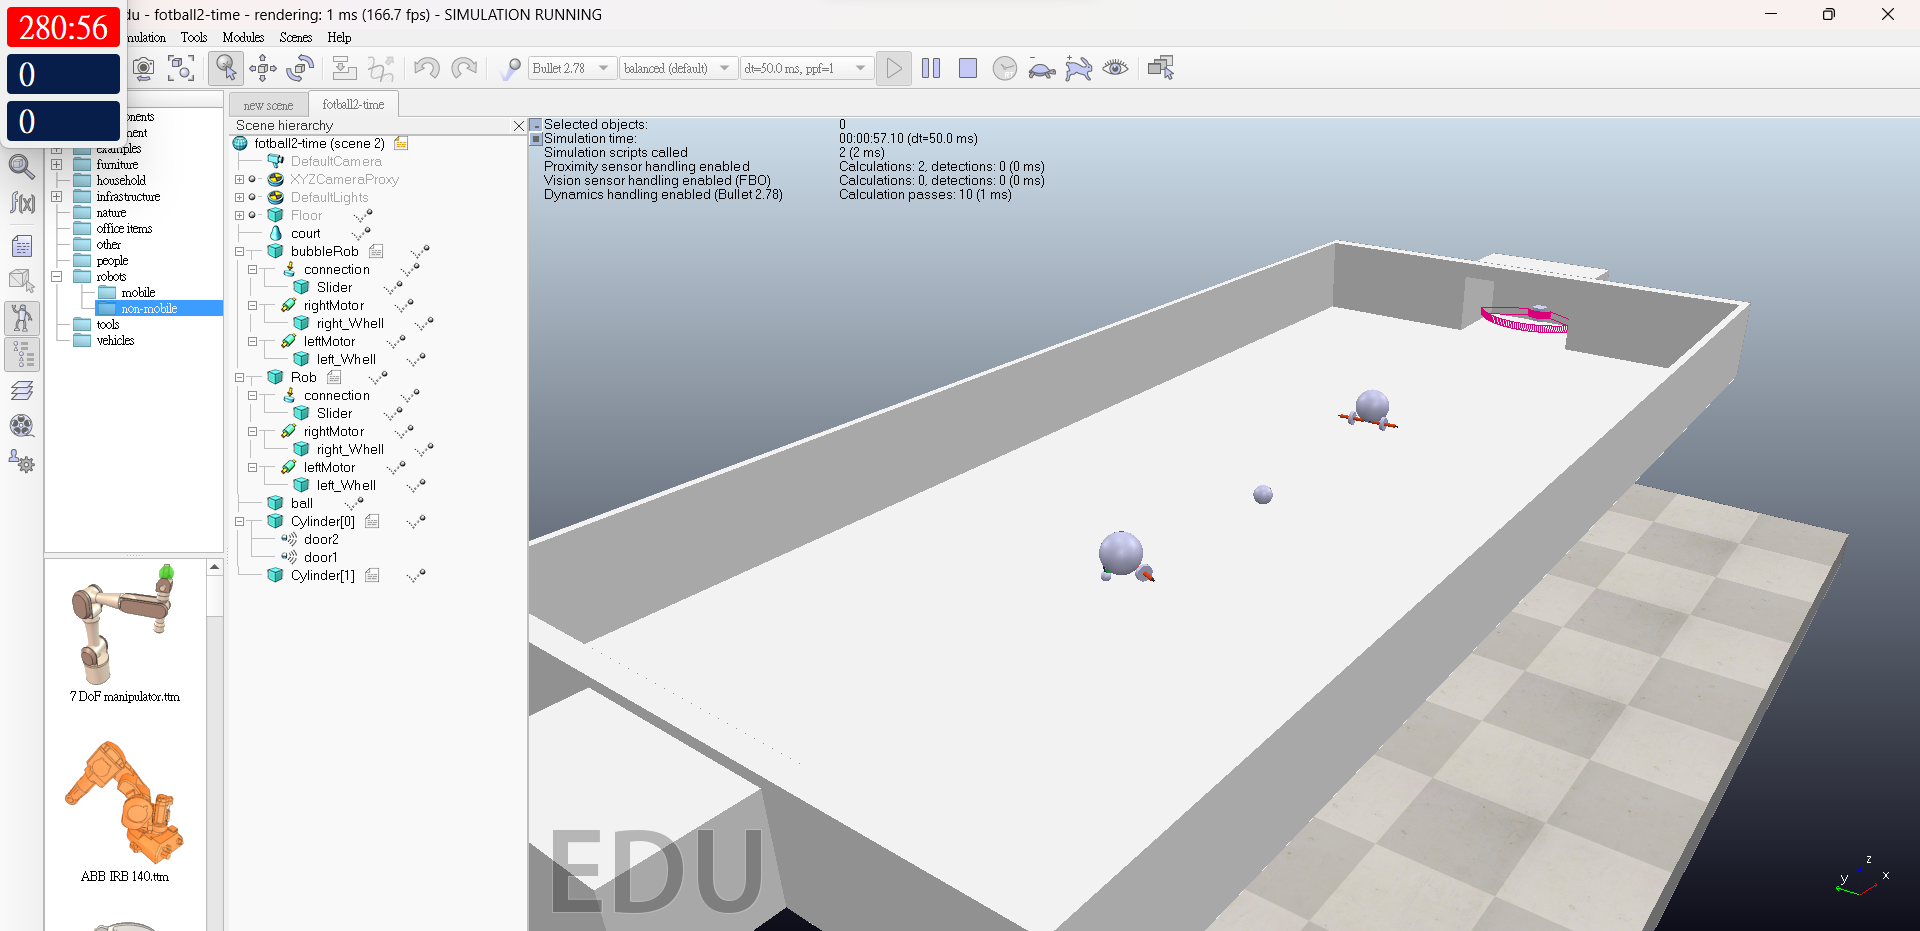 du - fotball2-time - rendering: 1 ms (166.7 fps) - SIMULATION RUNNING
280:56
0
0
mulation Tools Modules Scenes Help
Bullet 2.78 balanced (default) dt=50.0 ms, ppf=1
new scene fotball2-time
Scene hierarchy
onents
ment
examples
furniture
household
infrastructure
nature
office items
other
people
robots
mobile
non-mobile
tools
vehicles
7 DoF manipulator.ttm
ABB IRB 140.ttm
fotball2-time (scene 2)
DefaultCamera
XYZCameraProxy
DefaultLights
Floor
court
bubbleRob
connection
Slider
rightMotor
right_Whell
leftMotor
left_Whell
Rob
connection
Slider
rightMotor
right_Whell
leftMotor
left_Whell
ball
Cylinder[0]
door2
door1
Cylinder[1]
Selected objects: 0
Simulation time: 00:00:57.10 (dt=50.0 ms)
Simulation scripts called 2 (2 ms)
Proximity sensor handling enabled Calculations: 2, detections: 0 (0 ms)
Vision sensor handling enabled (FBO) Calculations: 0, detections: 0 (0 ms)
Dynamics handling enabled (Bullet 2.78) Calculation passes: 10 (1 ms)
EDU
z
y
x
f(x)